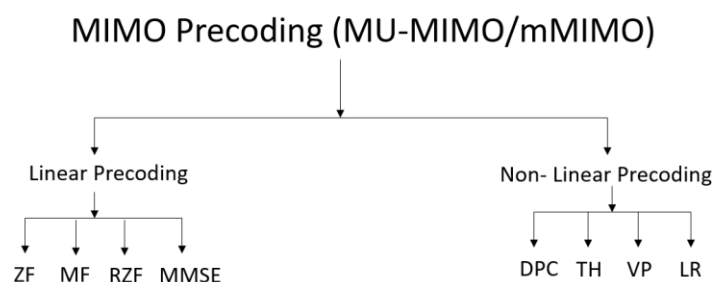 MIMO Precoding (MU-MIMO/mMIMO)
Linear Precoding
Non- Linear Precoding
ZF MF RZF MMSE
DPC TH VP LR